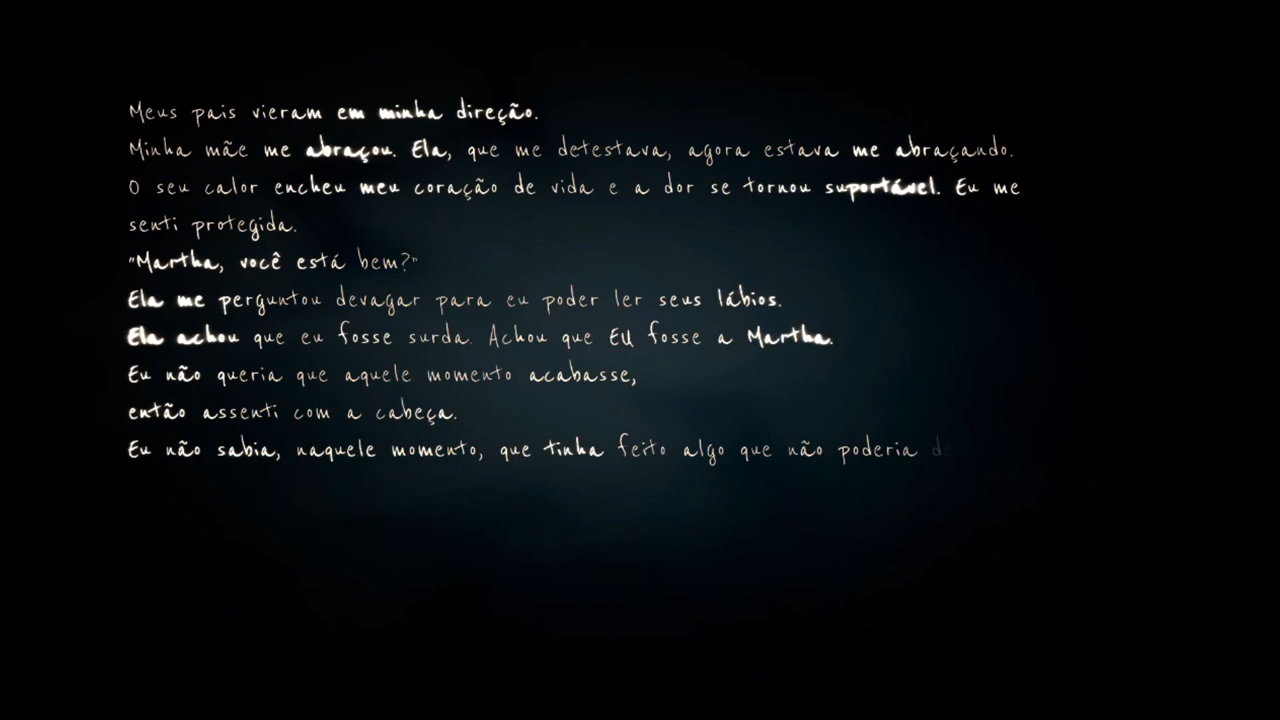 Meus pais vieram em minha direção.
Minha mãe me abraçou. Ela, que me detestava, agora estava me abraçando.
O seu calor encheu meu coração de vida e a dor se tornou suportável. Eu me
senti protegida.
"Martha, você está bem?"
Ela me perguntou devagar para eu poder ler seus lábios.
Ela achou que eu fosse surda. Achou que EU fosse a Martha.
Eu não queria que aquele momento acabasse,
então assenti com a cabeça.
Eu não sabia, naquele momento, que tinha feito algo que não poderia